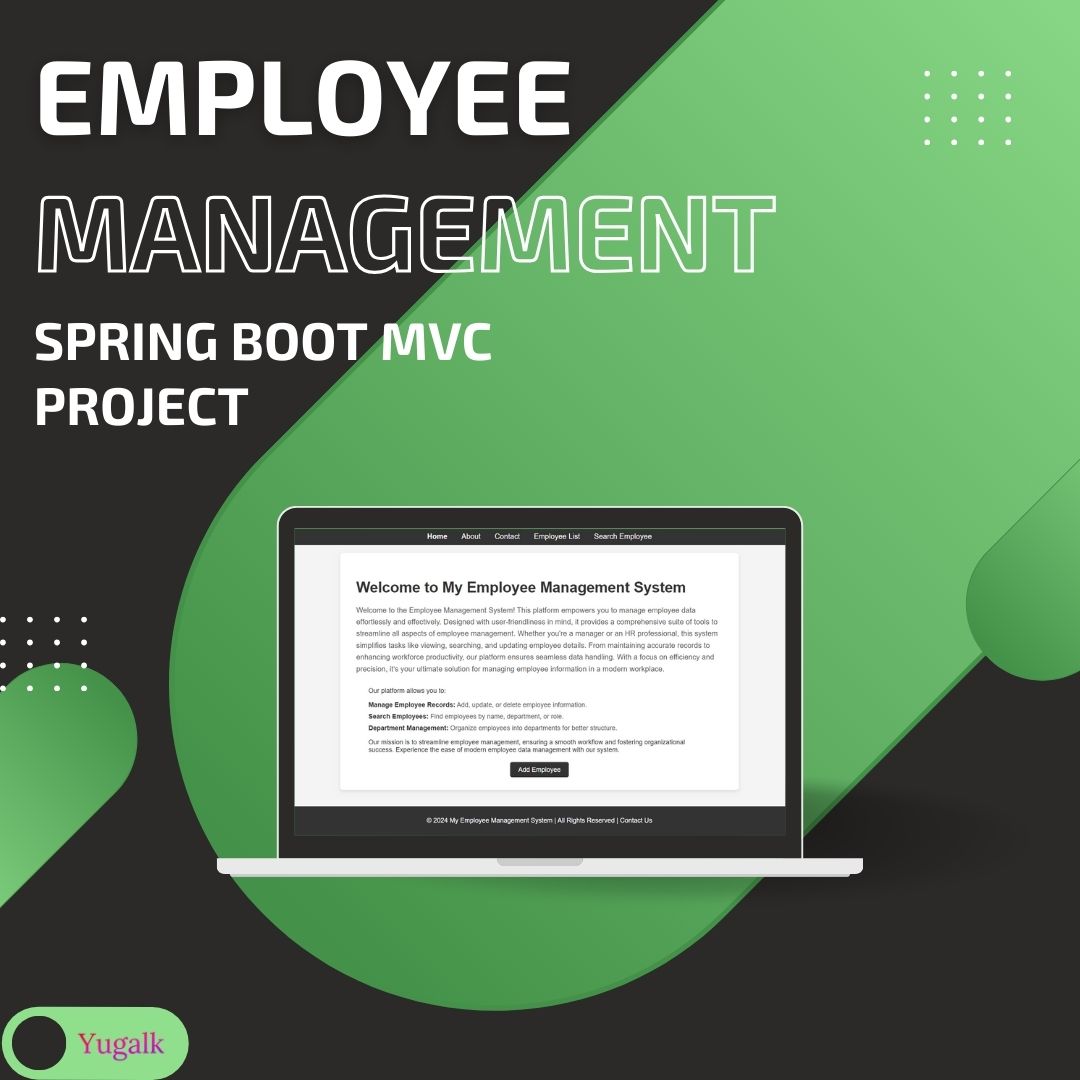 EMPLOYEE
MANAGEMENT
SPRING BOOT MVC
PROJECT
Home About Contact Employee List Search Employee
Welcome to My Employee Management System
Welcome to the Employee Management System! This platform empowers you to manage employee data
effortlessly and effectively. Designed with user-friendliness in mind, it provides a comprehensive suite of tools to
streamline all aspects of employee management. Whether you're a manager or an HR professional, this system
simplifies tasks like viewing, searching, and updating employee details. From maintaining accurate records to
enhancing workforce productivity, our platform ensures seamless data handling. With a focus on efficiency and
precision, it's your ultimate solution for managing employee information in a modern workplace.
Our platform allows you to:
Manage Employee Records: Add, update, or delete employee information.
Search Employees: Find employees by name, department, or role.
Department Management: Organize employees into departments for better structure.
Our mission is to streamline employee management, ensuring a smooth workflow and fostering organizational
success. Experience the ease of modern employee data management with our system.
Add Employee
© 2024 My Employee Management System | All Rights Reserved | Contact Us
Yugalk